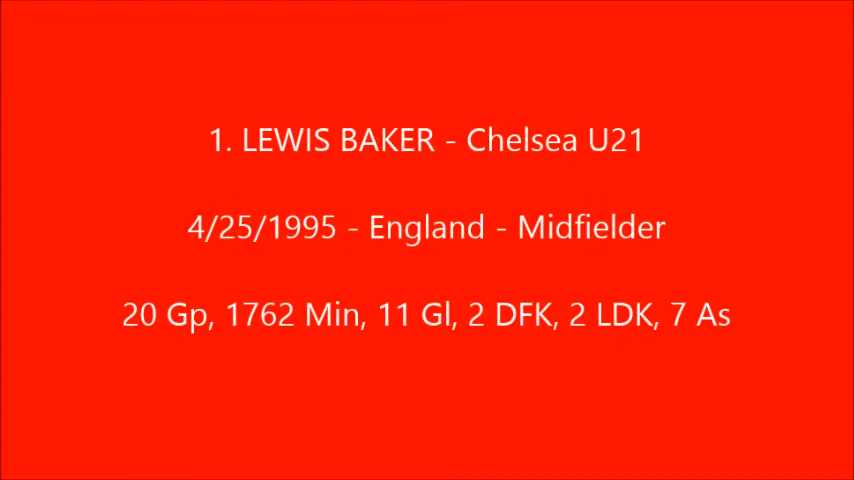 1. LEWIS BAKER - Chelsea U21
4/25/1995 - England - Midfielder
20 Gp, 1762 Min, 11 Gl, 2 DFK, 2 LDK, 7 As